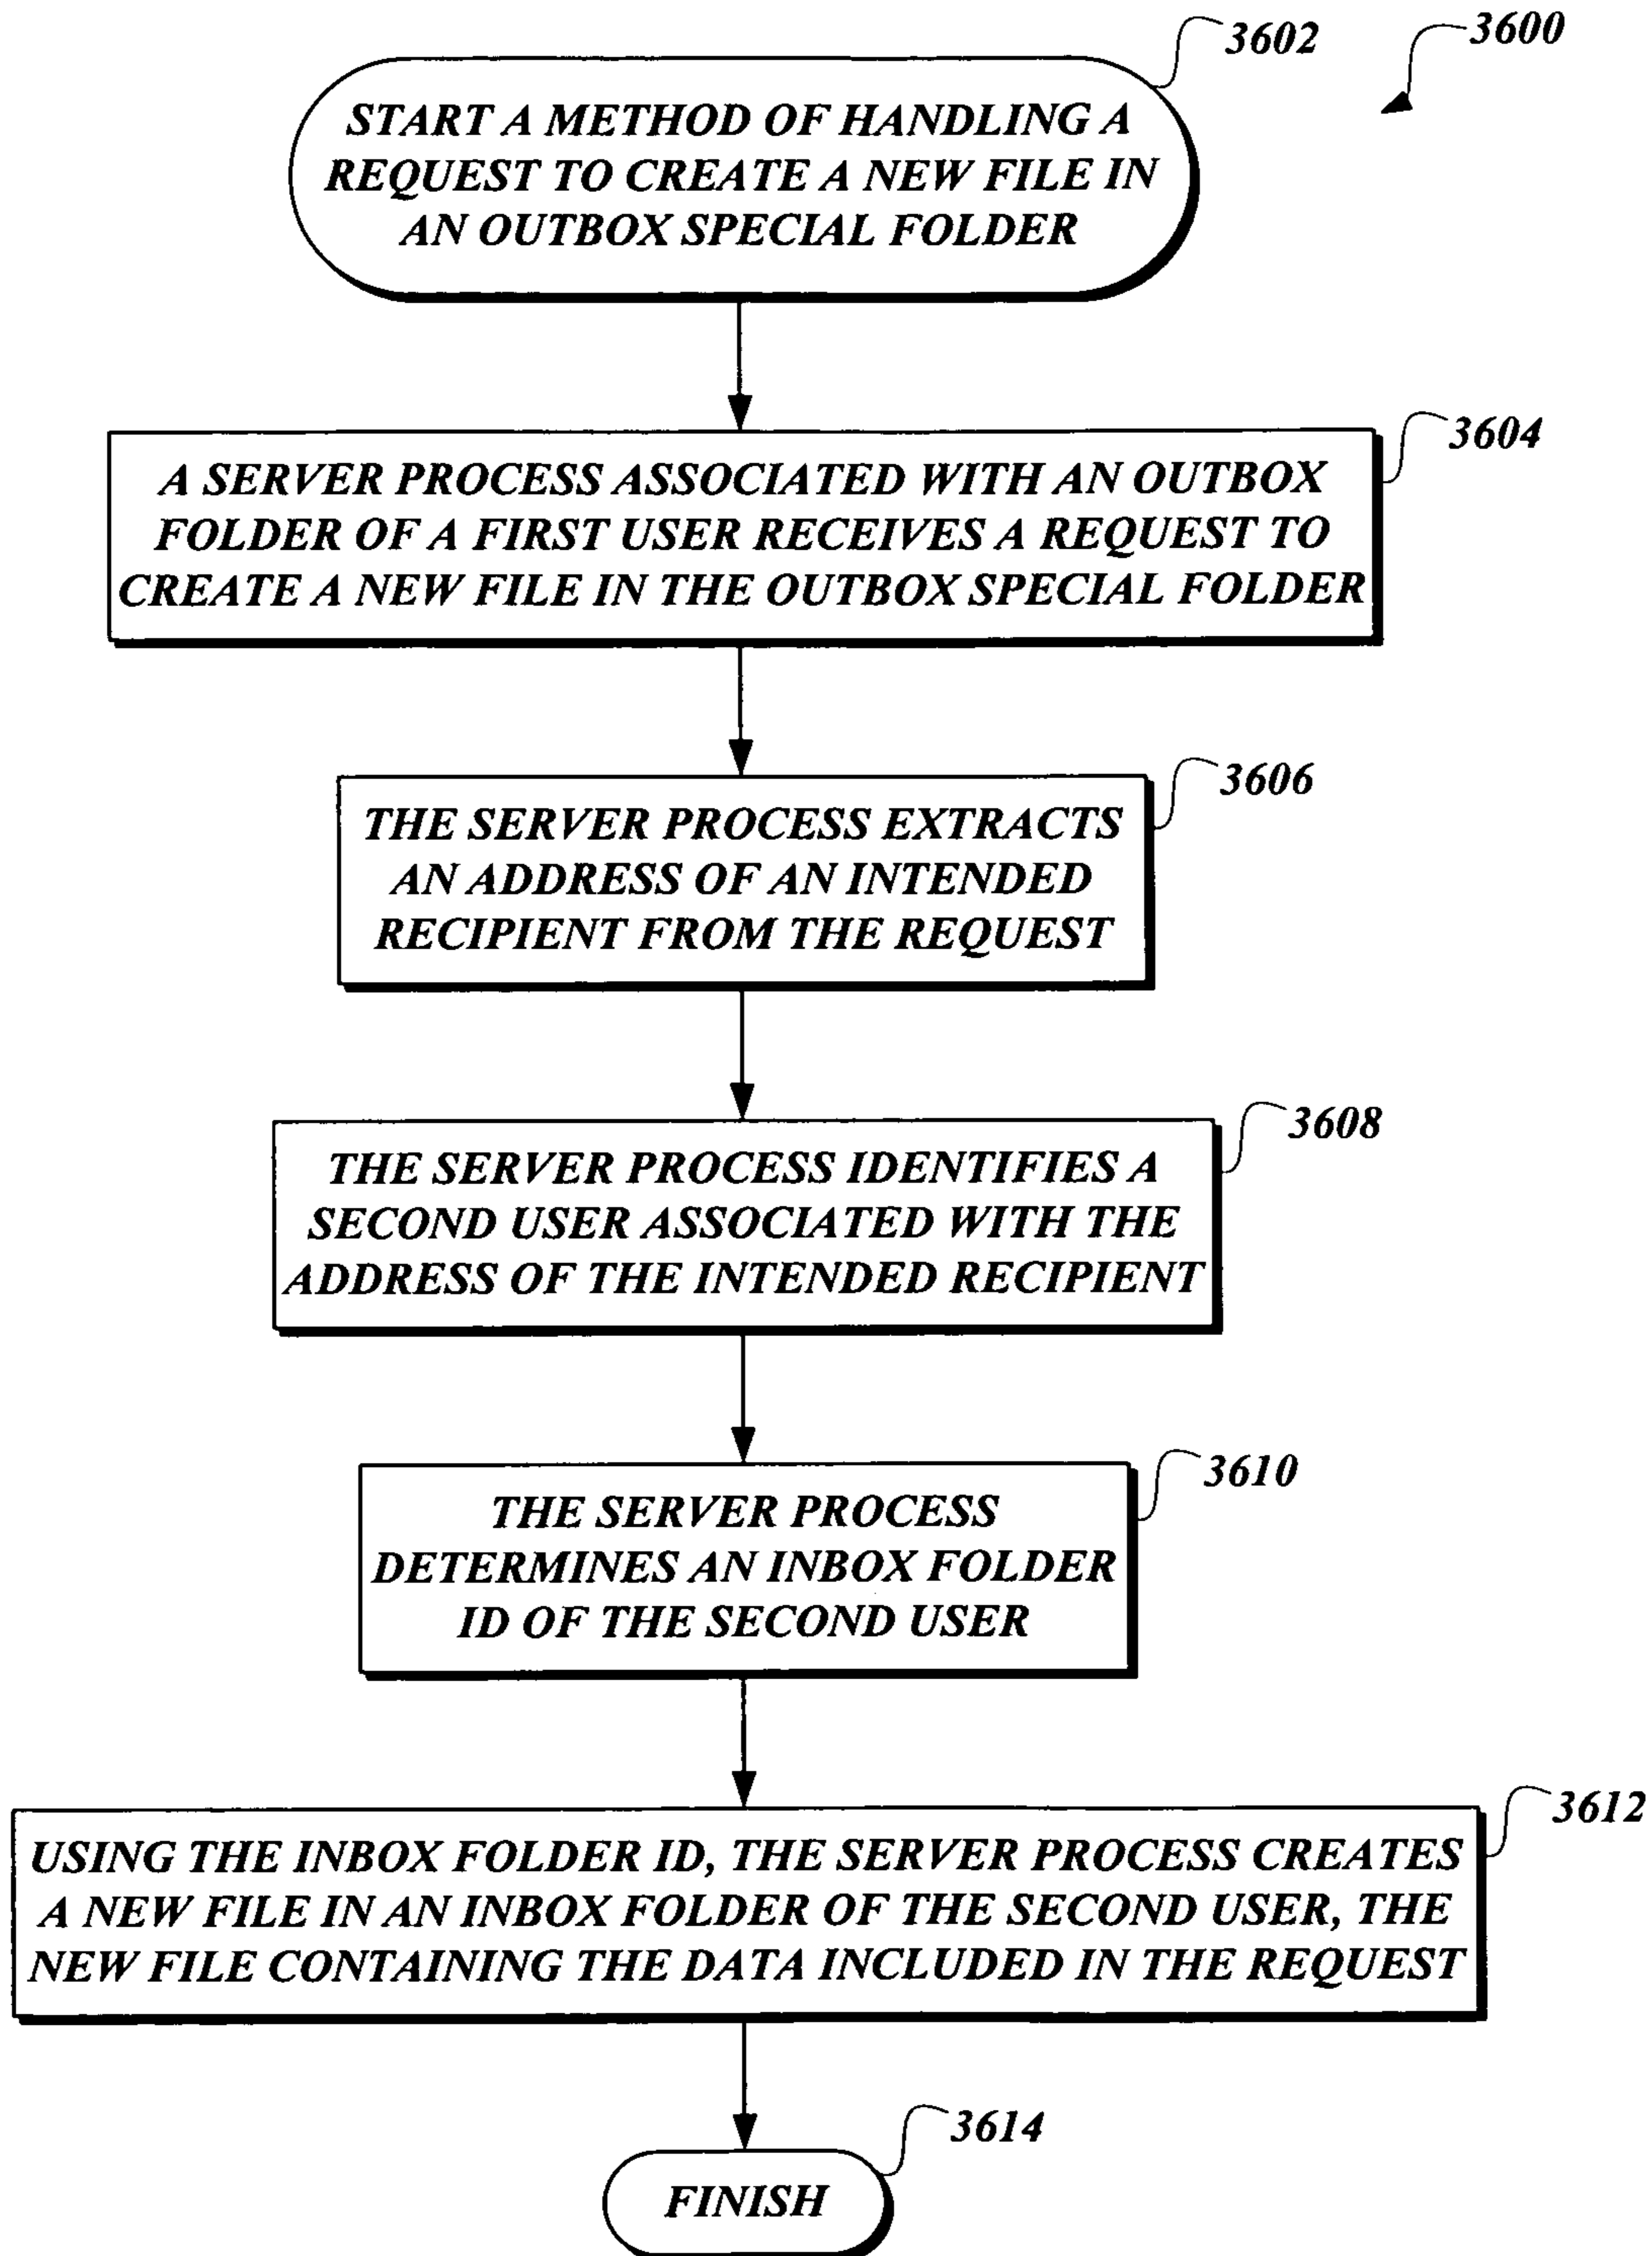 3602
3600
START A METHOD OF HANDLING A
REQUEST TO CREATE A NEW FILE IN
AN OUTBOX SPECIAL FOLDER
3604
A SERVER PROCESS ASSOCIATED WITH AN OUTBOX
FOLDER OF A FIRST USER RECEIVES A REQUEST TO
CREATE A NEW FILE IN THE OUTBOX SPECIAL FOLDER
3606
THE SERVER PROCESS EXTRACTS
AN ADDRESS OF AN INTENDED
RECIPIENT FROM THE REQUEST
3608
THE SERVER PROCESS IDENTIFIES A
SECOND USER ASSOCIATED WITH THE
ADDRESS OF THE INTENDED RECIPIENT
3610
THE SERVER PROCESS
DETERMINES AN INBOX FOLDER
ID OF THE SECOND USER
3612
USING THE INBOX FOLDER ID, THE SERVER PROCESS CREATES
A NEW FILE IN AN INBOX FOLDER OF THE SECOND USER, THE
NEW FILE CONTAINING THE DATA INCLUDED IN THE REQUEST
3614
FINISH